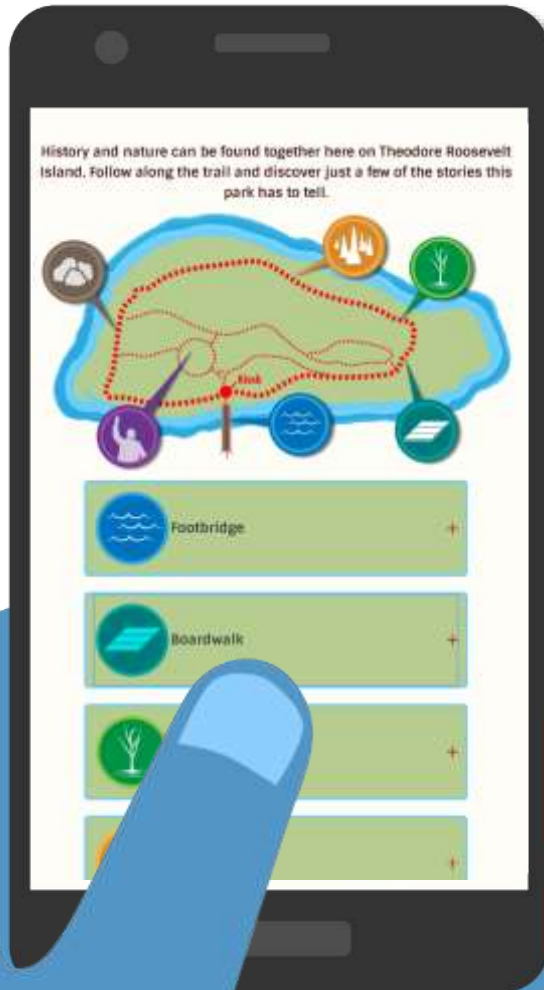 History and nature can be found together here on Theodore Roosevelt
Island. Follow along the trail and discover just a few of the stories this
park has to tell.
Footbridge
+
Boardwalk
+
+
+